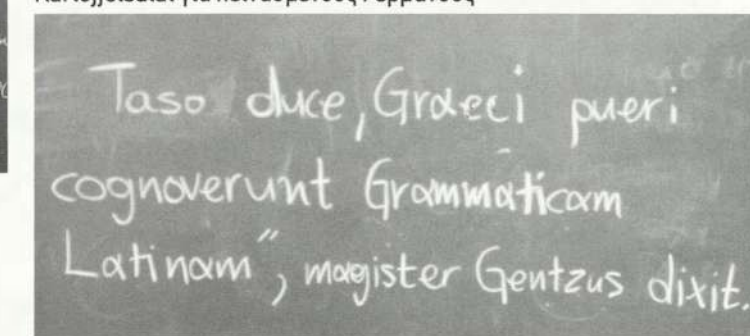 Taso duce, Graeci pueri
cognoverunt Grammaticam
Latinam", magister Gentzus dixit.